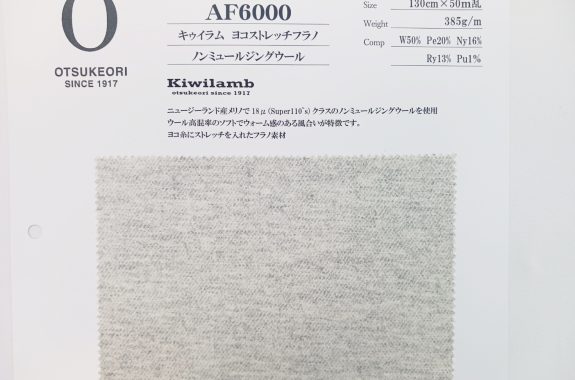 O
OTSUKEORI
SINCE 1917
AF6000
キゥイラム ヨコストレッチフラノ
ノンミュールジングウール
Size 130cm×50m乱
Weight 385g/m
Comp W50% Pe20% Ny16%
Ry13% Pu1%
Kiwilamb
otsukeori since 1917
ニュージーランド産メリノで18μ(Super110's)クラスのノンミュールジングウールを使用
ウール高混率のソフトでウォーム感のある風合いが特徴です。
ヨコ糸にストレッチを入れたフラノ素材